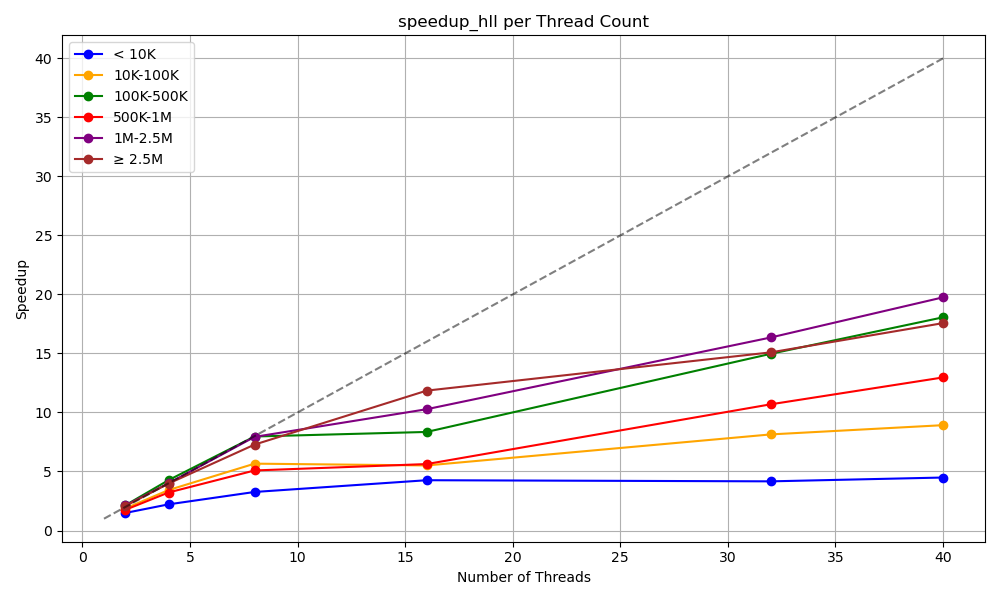 speedup_hll per Thread Count
< 10K
10K-100K
100K-500K
500K-1M
1M-2.5M
≥ 2.5M
Speedup
40
35
30
25
20
15
10
5
0
0 5 10 15 20 25 30 35 40
Number of Threads